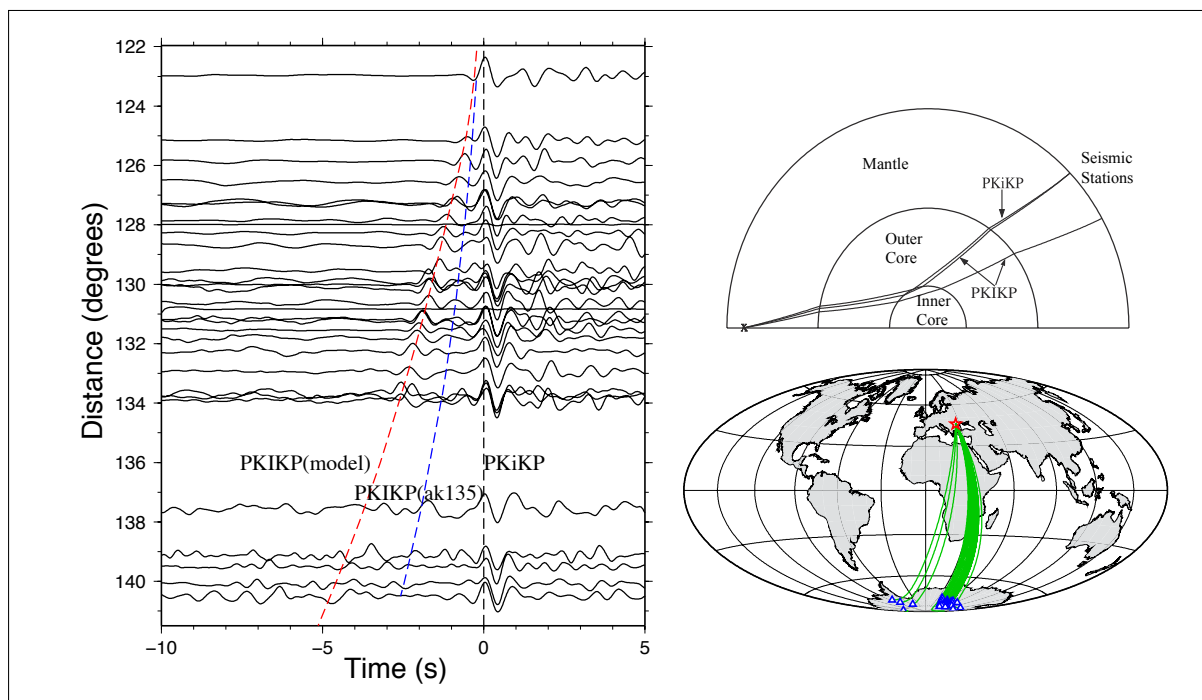 122
124
126
128
130
132
134
136
138
140
Distance (degrees)
PKIKP(model)
PKIKP(ak135)
PKiKP
−10
−5
0
5
Time (s)
Mantle
PKiKP
Seismic
Stations
Outer
Core
PKIKP
Inner
Core
x